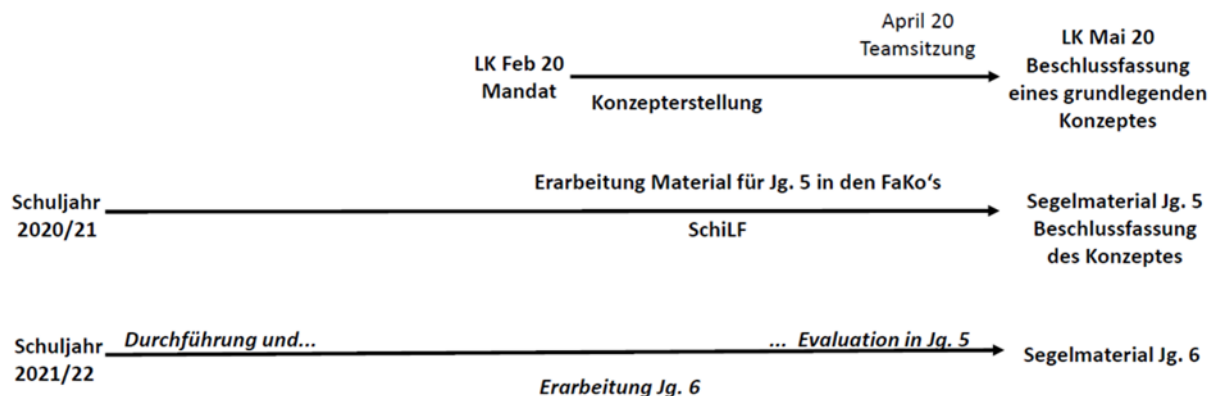 April 20
Teamsitzung
LK Feb 20
Mandat
Konzepterstellung
LK Mai 20
Beschlussfassung
eines grundlegenden
Konzeptes
Schuljahr
2020/21
Erarbeitung Material für Jg. 5 in den FaKo‘s
SchiLF
Segelmaterial Jg. 5
Beschlussfassung
des Konzeptes
Schuljahr
2021/22
Durchführung und...
... Evaluation in Jg. 5
Erarbeitung Jg. 6
Segelmaterial Jg. 6